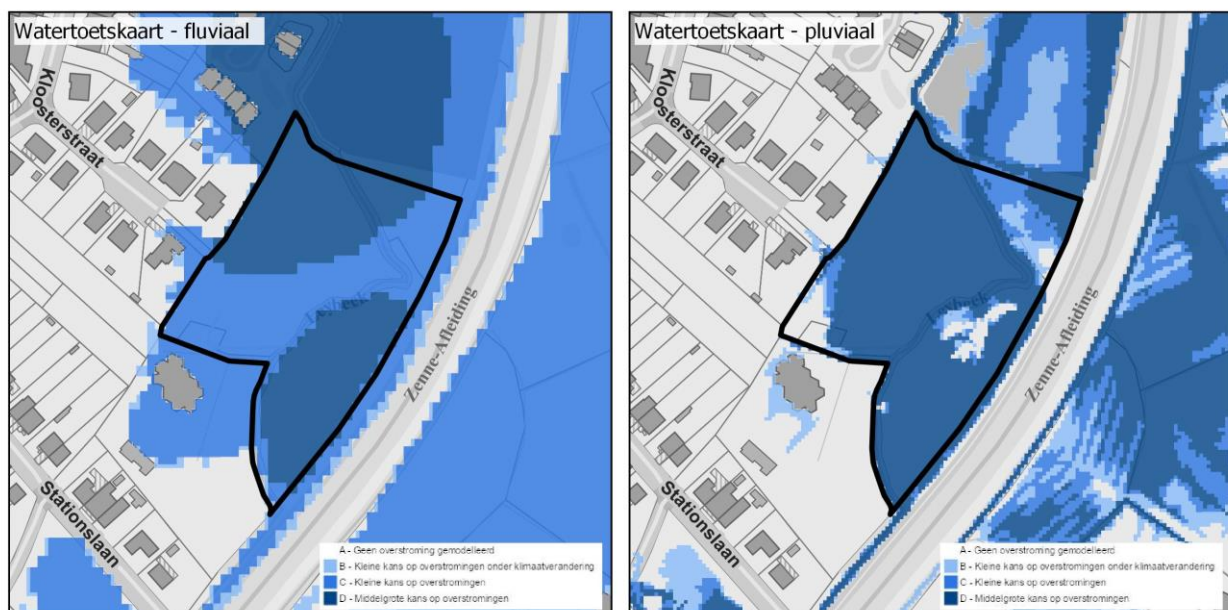 Watertoetskaart - fluviaal
Kloosterstraat
Leybeek
Zenne-Afleiding
Stationslaan
A - Geen overstroming gemodelleerd
B - Kleine kans op overstromingen onder klimaatverandering
C - Kleine kans op overstromingen
D - Middelgrote kans op overstromingen
Watertoetskaart - pluviaal
Kloosterstraat
Leybeek
Zenne-Afleiding
Stationslaan
A - Geen overstroming gemodelleerd
B - Kleine kans op overstromingen onder klimaatverandering
C - Kleine kans op overstromingen
D - Middelgrote kans op overstromingen